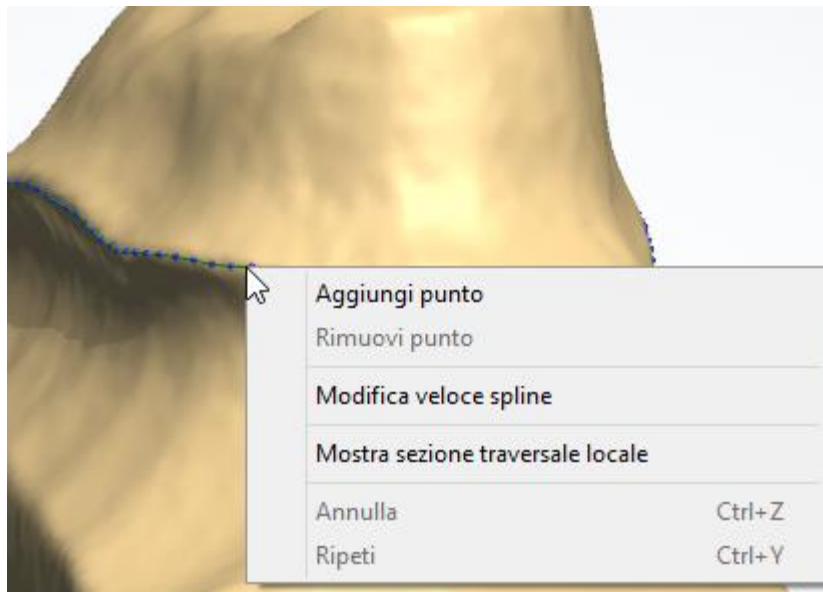 Aggiungi punto
Rimuovi punto
Modifica veloce spline
Mostra sezione traversale locale
Annulla Ctrl+Z
Ripeti Ctrl+Y